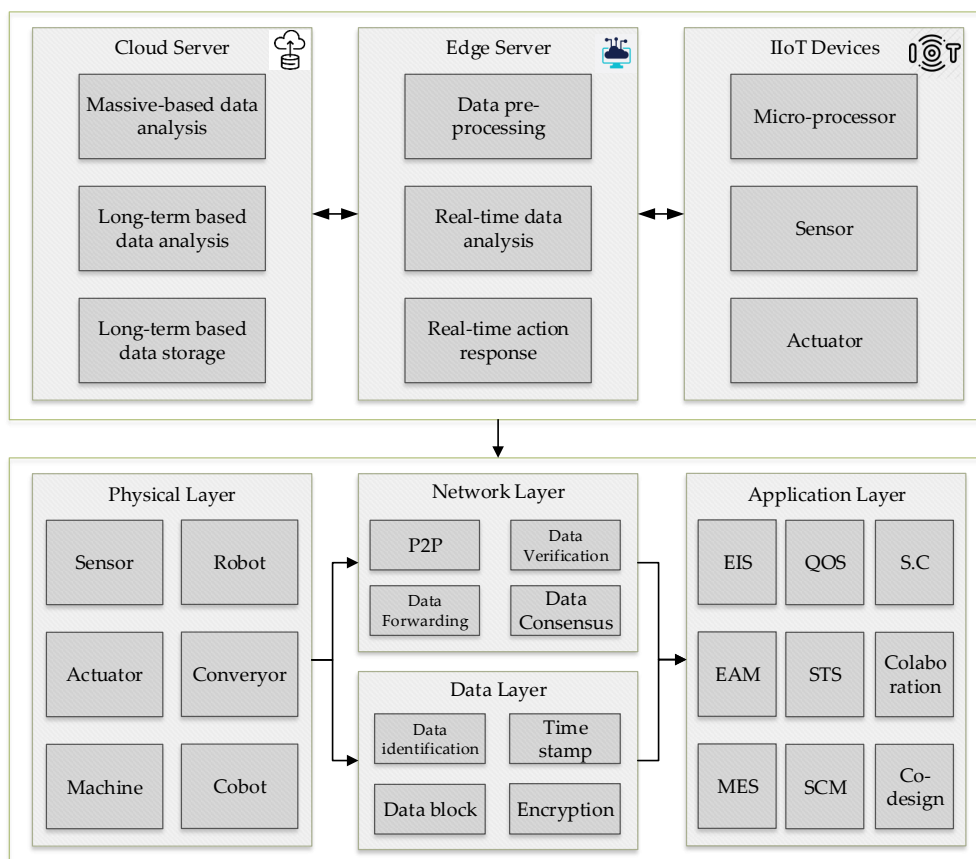 Cloud Server
Massive-based data
analysis
Long-term based
data analysis
Long-term based
data storage
Edge Server
Data pre-
processing
Real-time data
analysis
Real-time action
response
IIoT Devices
IOT
Micro-processor
Sensor
Actuator
Physical Layer
Sensor
Robot
Actuator
Converyor
Machine
Cobot
Network Layer
P2P
Data
Verification
Data
Forwarding
Data
Consensus
Data Layer
Data
identification
Time
stamp
Data block
Encryption
Application Layer
EIS
QOS
S.C
EAM
STS
Colabo
ration
MES
SCM
Co-
design